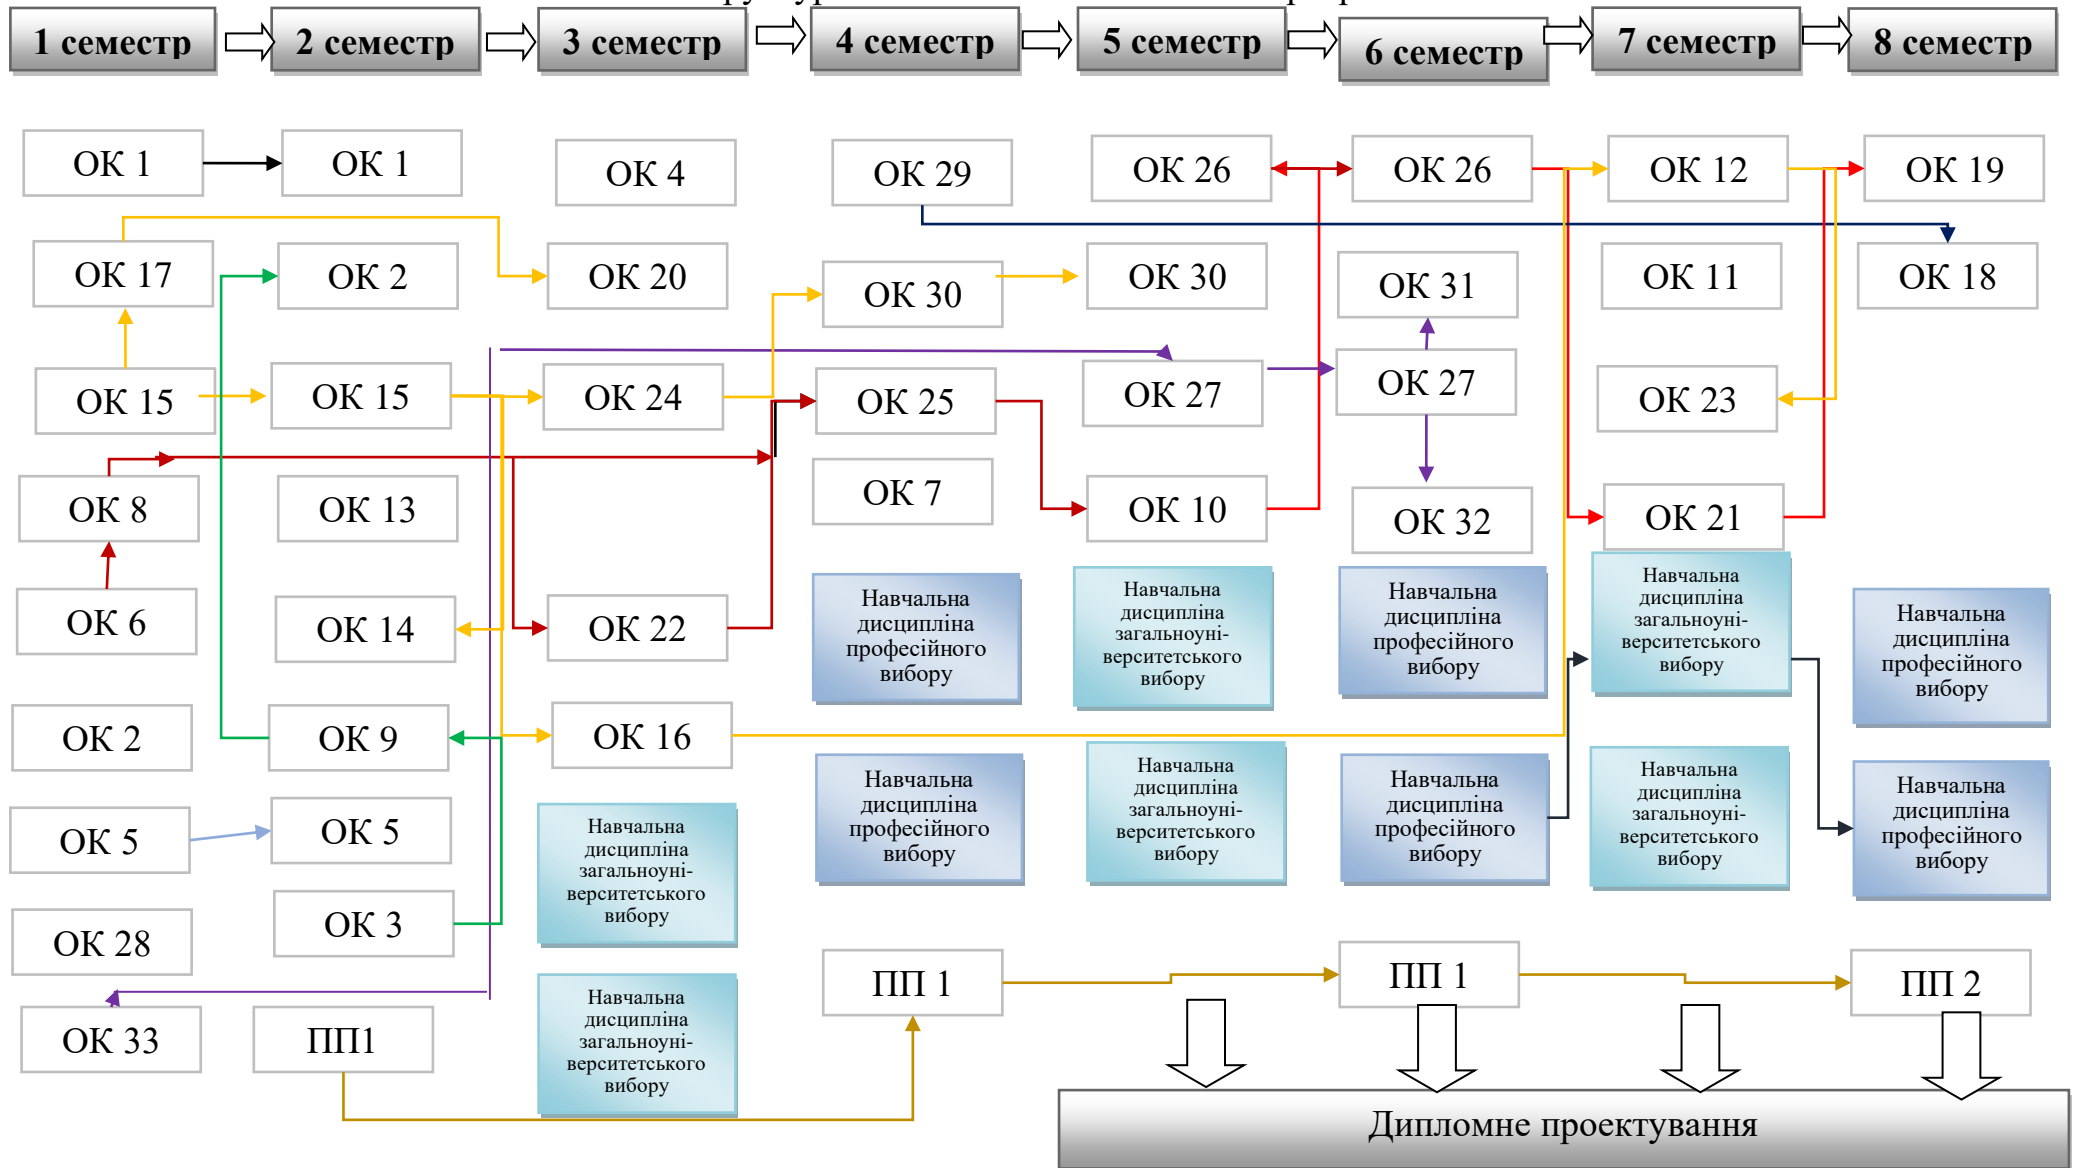 1 семестр
2 семестр
3 семестр
4 семестр
5 семестр
6 семестр
7 семестр
8 семестр
ОК 1
ОК 1
ОК 4
ОК 29
ОК 26
ОК 26
ОК 12
ОК 19
ОК 17
ОК 2
ОК 20
ОК 30
ОК 30
ОК 31
ОК 11
ОК 18
ОК 15
ОК 15
ОК 24
ОК 25
ОК 27
ОК 27
ОК 23
ОК 8
ОК 13
ОК 7
ОК 10
ОК 32
ОК 21
ОК 6
ОК 14
ОК 22
Навчальна
дисципліна
професійного
вибору
Навчальна
дисципліна
загальноуні-
верситетського
вибору
Навчальна
дисципліна
професійного
вибору
Навчальна
дисципліна
загальноуні-
верситетського
вибору
Навчальна
дисципліна
професійного
вибору
ОК 2
ОК 9
ОК 16
Навчальна
дисципліна
професійного
вибору
Навчальна
дисципліна
загальноуні-
верситетського
вибору
Навчальна
дисципліна
професійного
вибору
Навчальна
дисципліна
загальноуні-
верситетського
вибору
Навчальна
дисципліна
професійного
вибору
ОК 5
ОК 5
Навчальна
дисципліна
загальноуні-
верситетського
вибору
ОК 28
ОК 3
ОК 33
ПП1
Навчальна
дисципліна
загальноуні-
верситетського
вибору
ПП 1
ПП 1
ПП 2
Дипломне проектування